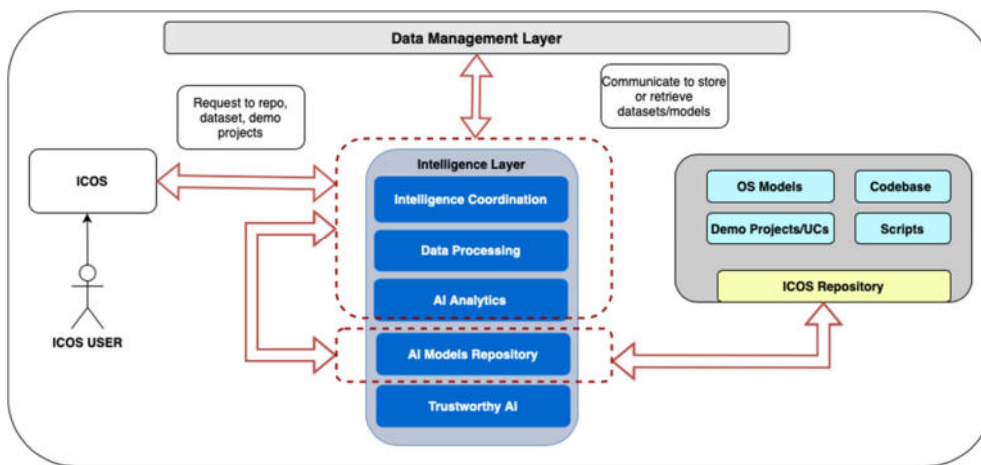 Data Management Layer
Request to repo,
dataset, demo
projects
Communicate to store
or retrieve
datasets/models
ICOS
ICOS USER
Intelligence Layer
Intelligence Coordination
Data Processing
AI Analytics
AI Models Repository
Trustworthy AI
OS Models
Codebase
Demo Projects/UCs
Scripts
ICOS Repository